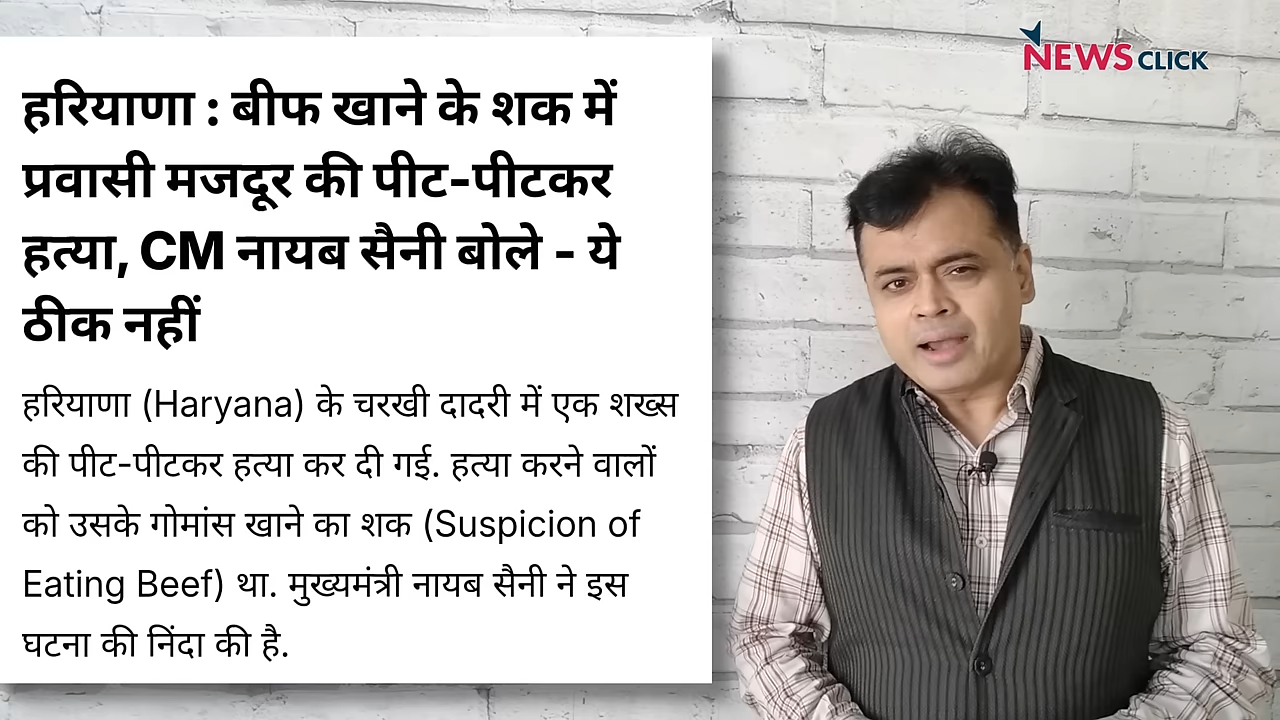 हरियाणा : बीफ खाने के शक में
प्रवासी मजदूर की पीट-पीटकर
हत्या, CM नायब सैनी बोले - ये
ठीक नहीं
हरियाणा (Haryana) के चरखी दादरी में एक शख्स
की पीट-पीटकर हत्या कर दी गई. हत्या करने वालों
को उसके गोमांस खाने का शक (Suspicion of
Eating Beef) था. मुख्यमंत्री नायब सैनी ने इस
घटना की निंदा की है.
NEWS CLICK